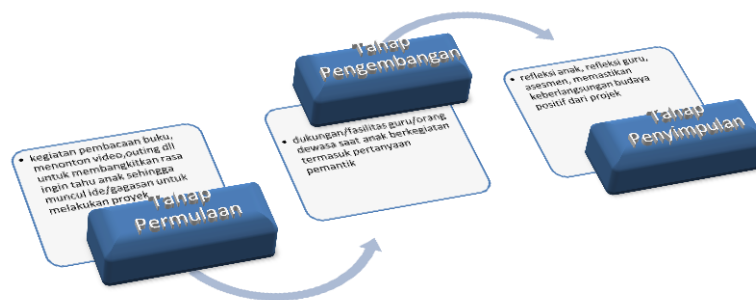 • kegiatan pembacaan buku,
menonton video,outing dll
untuk membangkitkan rasa
ingin tahu anak sehingga
muncul ide/gagasan untuk
melakukan proyek
Tahap
Permulaan
Tahap
Pengembangan
• dukungan/fasilitas guru/orang
dewasa saat anak berkegiatan
termasuk pertanyaan
pemantik
• refleksi anak, refleksi guru,
asesmen, memastikan
keberlangsungan budaya
positif dari projek
Tahap
Penyimpulan